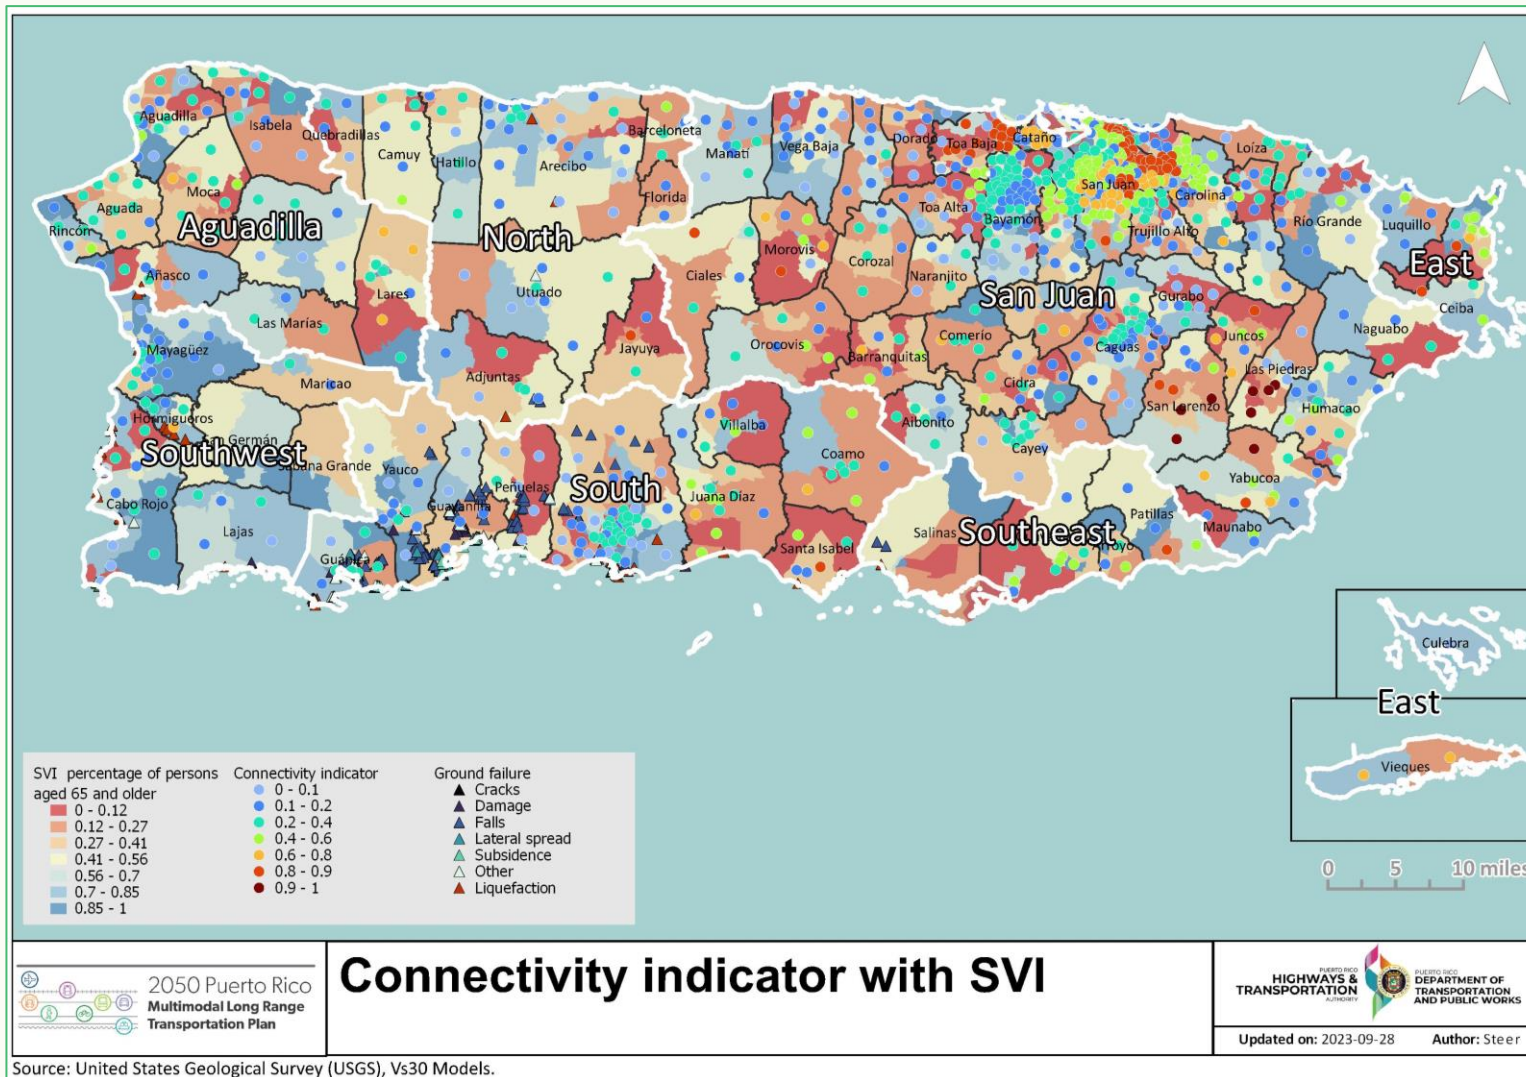 Aguadilla
Isabela
Quebradillas
Camuy
Hatillo
Arecibo
Barceloneta
Manatí
Vega Baja
Dorado
Toa Baja
Cataño
San Juan
Carolina
Loíza
Moca
Aguada
Rincón
Florida
Toa Alta
Bayamón
Trujillo Alto
Río Grande
Luquillo
Aguadilla
North
Morovis
Corozal
Naranjito
San Juan
East
Añasco
Lares
Utuado
Ciales
Gurabo
Ceiba
Las Marías
Mayagüez
Jayuya
Orocovis
Barranquitas
Comerío
Caguas
Juncos
Naguabo
Maricao
Adjuntas
Cidra
Las Piedras
Hormigueros
San Germán
Southwest
Sabana Grande
Yauco
Villalba
Aibonito
San Lorenzo
Humacao
Cayey
Coamo
Yabucoa
Cabo Rojo
Lajas
Guayanilla
Peñuelas
South
Juana Díaz
Patillas
Maunabo
Salinas
Southeast
Arroyo
Santa Isabel
Guánica
Culebra
East
Vieques
0 5 10 miles
SVI percentage of persons
aged 65 and older
0 - 0.12
0.12 - 0.27
0.27 - 0.41
0.41 - 0.56
0.56 - 0.7
0.7 - 0.85
0.85 - 1
Connectivity indicator
0 - 0.1
0.1 - 0.2
0.2 - 0.4
0.4 - 0.6
0.6 - 0.8
0.8 - 0.9
0.9 - 1
Ground failure
Cracks
Damage
Falls
Lateral spread
Subsidence
Other
Liquefaction
2050 Puerto Rico
Multimodal Long Range
Transportation Plan
Connectivity indicator with SVI
PUERTO RICO
HIGHWAYS &
TRANSPORTATION
AUTHORITY
PUERTO RICO
DEPARTMENT OF
TRANSPORTATION
AND PUBLIC WORKS
Updated on: 2023-09-28 Author: Steer
Source: United States Geological Survey (USGS), Vs30 Models.